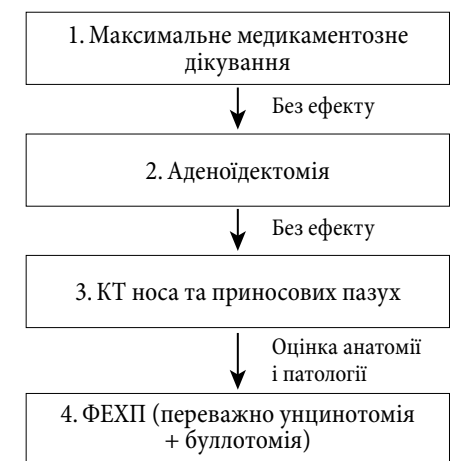 1. Максимальне медикаментозне
дікування
Без ефекту
2. Аденоїдектомія
Без ефекту
3. КТ носа та приносових пазух
Оцінка анатомії
і патології
4. ФЕХП (переважно унцинотомія
+ буллотомія)